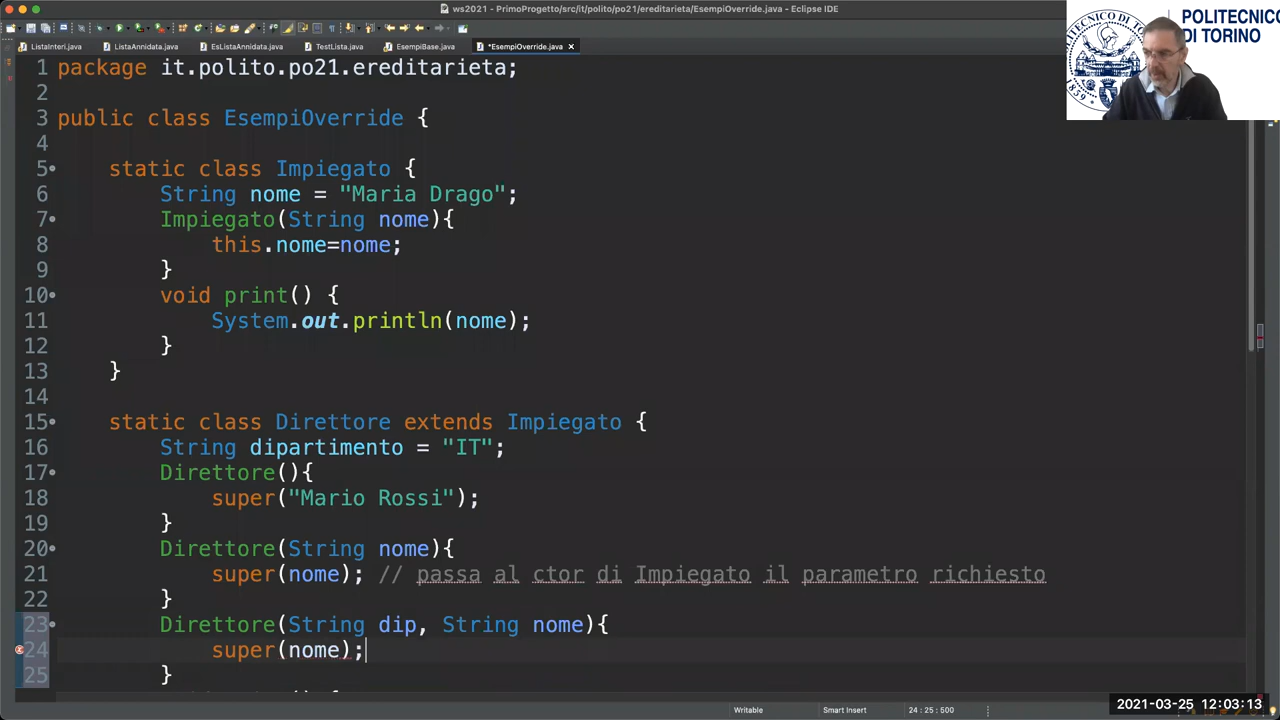 ws2021 - PrimoProgetto/src/it/polito/po21/ereditarieta/EsempiOverride.java - Eclipse IDE
ListaInteri.java ListaAnnidata.java EsListaAnnidata.java TestLista.java EsempiBase.java *EsempiOverride.java
POLITECNICO
DI TORINO
1 package it.polito.po21.ereditarieta;
2
3 public class EsempiOverride {
4
5 static class Impiegato {
6 String nome = "Maria Drago";
7 Impiegato(String nome){
8 this.nome=nome;
9 }
10 void print() {
11 System.out.println(nome);
12 }
13 }
14
15 static class Direttore extends Impiegato {
16 String dipartimento = "IT";
17 Direttore(){
18 super("Mario Rossi");
19 }
20 Direttore(String nome){
21 super(nome); // passa al ctor di Impiegato il parametro richiesto
22 }
23 Direttore(String dip, String nome){
24 super(nome);
25 }
Writable Smart Insert 24 : 25 : 500
2021-03-25 12:03:13